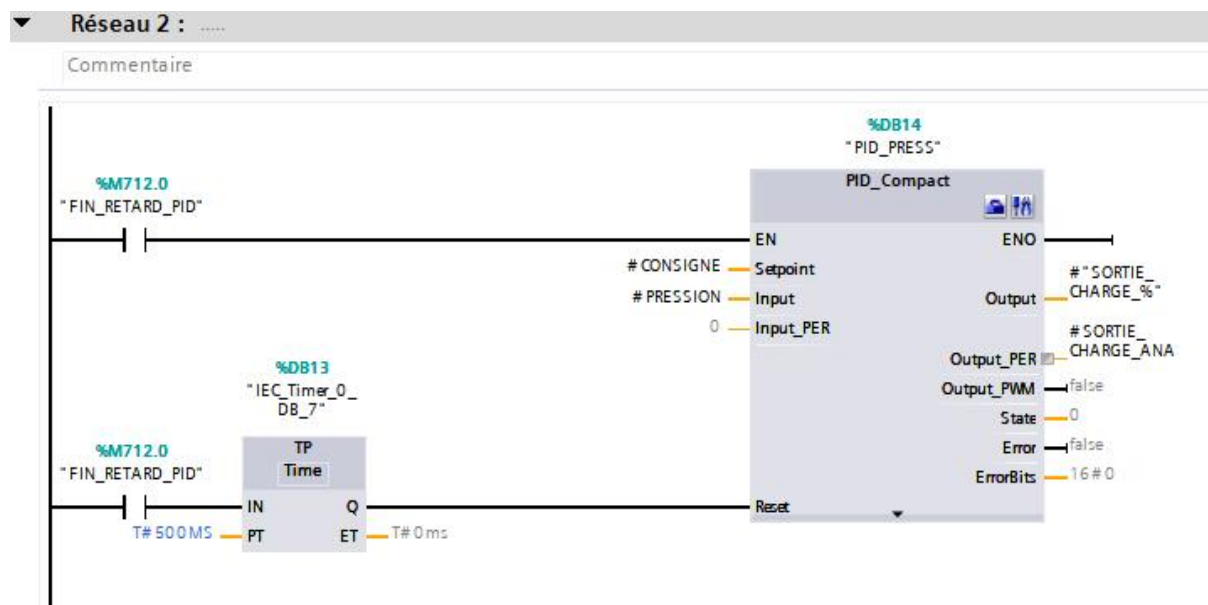 Réseau 2 : .....
Commentaire
%DB14
"PID_PRESS"
PID_Compact
%M712.0
"FIN_RETARD_PID"
EN
ENO
#CONSIGNE
Setpoint
#PRESSION
Input
Output
#"SORTIE_
CHARGE_%"
0
Input_PER
Output_PER
#SORTIE_
CHARGE_ANA
Output_PWM
false
State
0
Error
false
ErrorBits
16#0
%DB13
"IEC_Timer_0_
DB_7"
%M712.0
"FIN_RETARD_PID"
TP
Time
IN
Q
Reset
T#500MS
PT
ET
T#0ms